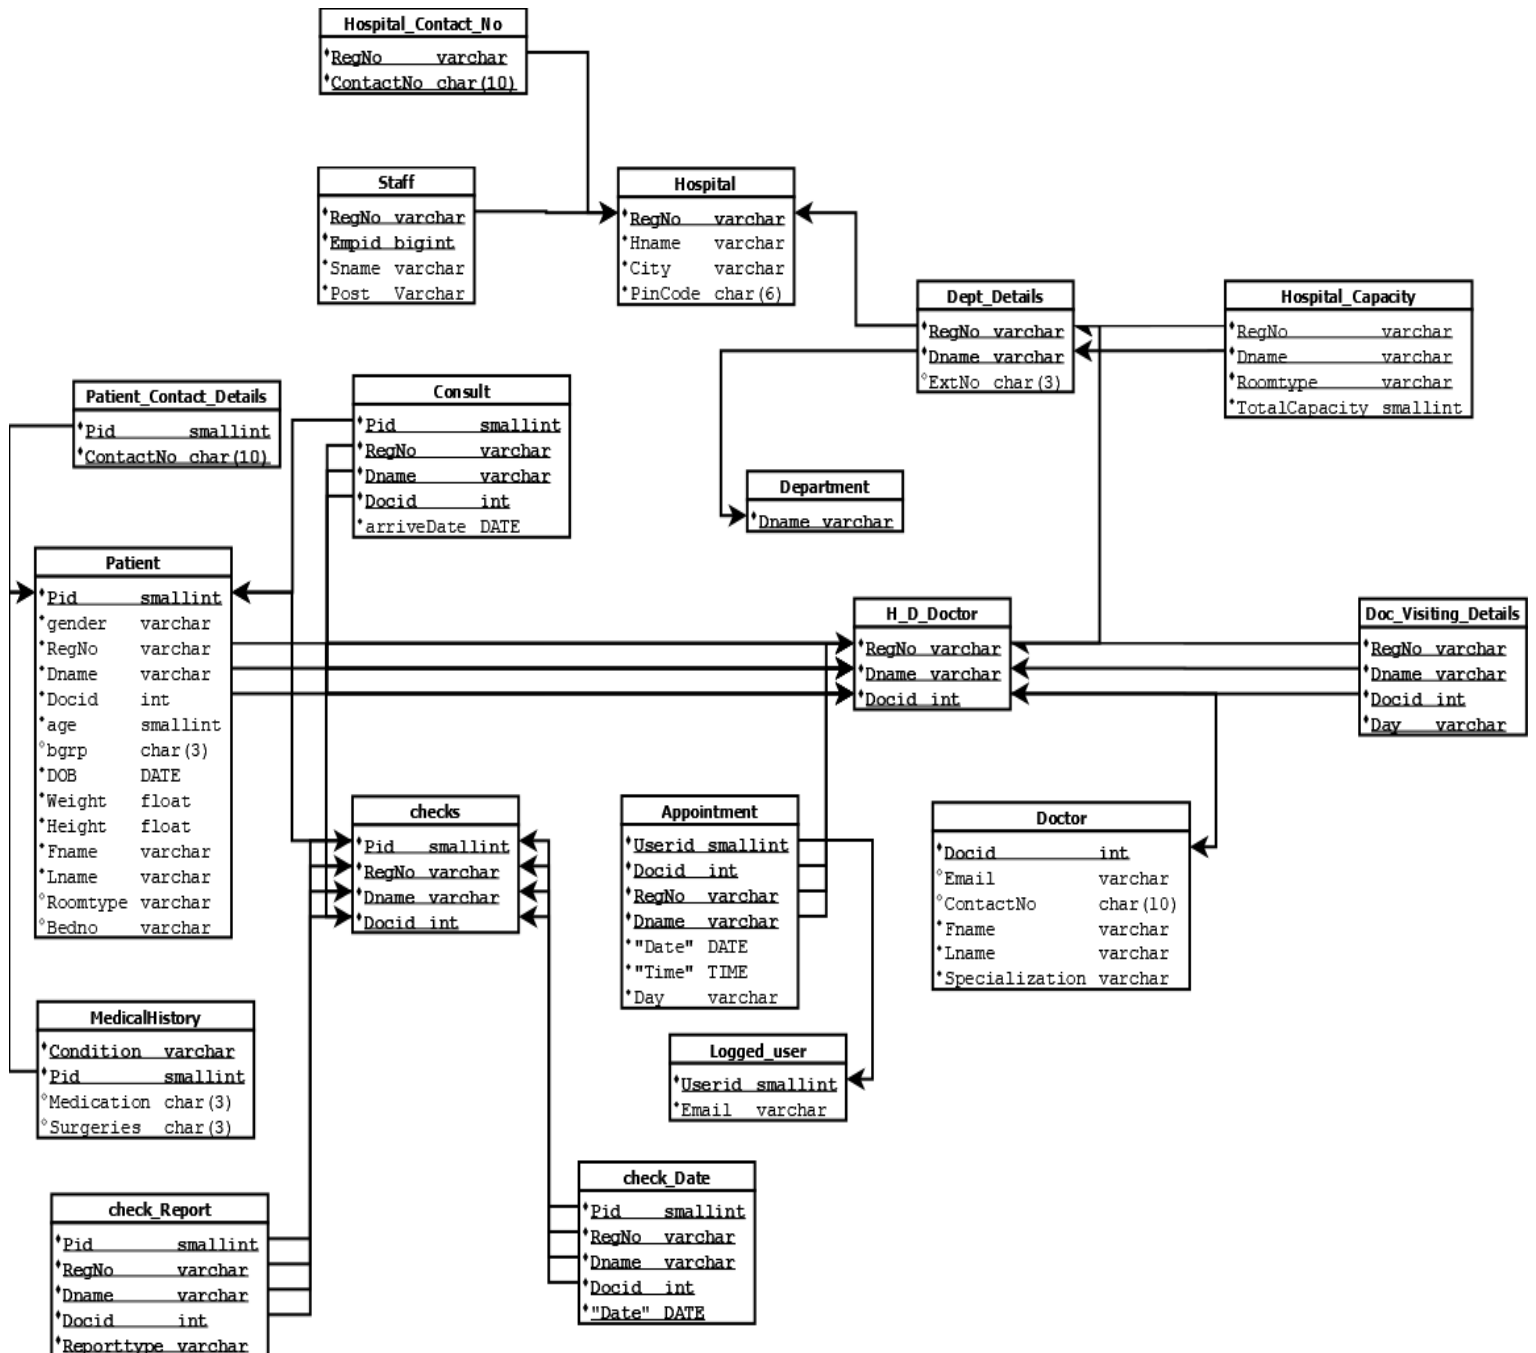 Hospital_Contact_No
RegNo varchar
ContactNo char(10)
Staff
RegNo varchar
Empid bigint
Sname varchar
Post Varchar
Hospital
RegNo varchar
Hname varchar
City varchar
PinCode char(6)
Dept_Details
RegNo varchar
Dname varchar
ExtNo char(3)
Hospital_Capacity
RegNo varchar
Dname varchar
Roomtype varchar
TotalCapacity smallint
Patient_Contact_Details
Pid smallint
ContactNo char(10)
Consult
Pid smallint
RegNo varchar
Dname varchar
Docid int
arriveDate DATE
Department
Dname varchar
Patient
Pid smallint
gender varchar
RegNo varchar
Dname varchar
Docid int
age smallint
bgrp char(3)
DOB DATE
Weight float
Height float
Fname varchar
Lname varchar
Roomtype varchar
Bedno varchar
H_D_Doctor
RegNo varchar
Dname varchar
Docid int
Doc_Visiting_Details
RegNo varchar
Dname varchar
Docid int
Day varchar
checks
Pid smallint
RegNo varchar
Dname varchar
Docid int
Appointment
Userid smallint
Docid int
RegNo varchar
Dname varchar
"Date" DATE
"Time" TIME
Day varchar
Doctor
Docid int
Email varchar
ContactNo char(10)
Fname varchar
Lname varchar
Specialization varchar
MedicalHistory
Condition varchar
Pid smallint
Medication char(3)
Surgeries char(3)
Logged_user
Userid smallint
Email varchar
check_Date
Pid smallint
RegNo varchar
Dname varchar
Docid int
"Date" DATE
check_Report
Pid smallint
RegNo varchar
Dname varchar
Docid int
Reporttype varchar